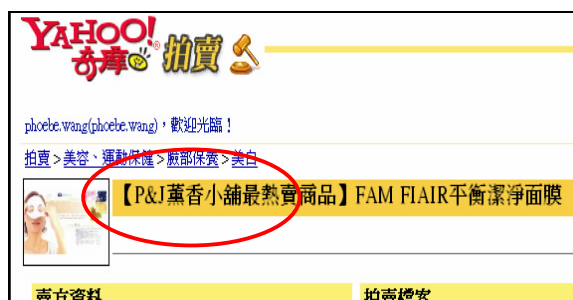 YAHOO!
奇摩 拍賣
phoebe.wang(phoebe.wang)，歡迎光臨！
拍賣>美容、運動保健>臉部保養>美白
【P&J薰香小舖最熱賣商品】FAM FIAIR平衡潔淨面膜
賣方資料 拍賣檔案